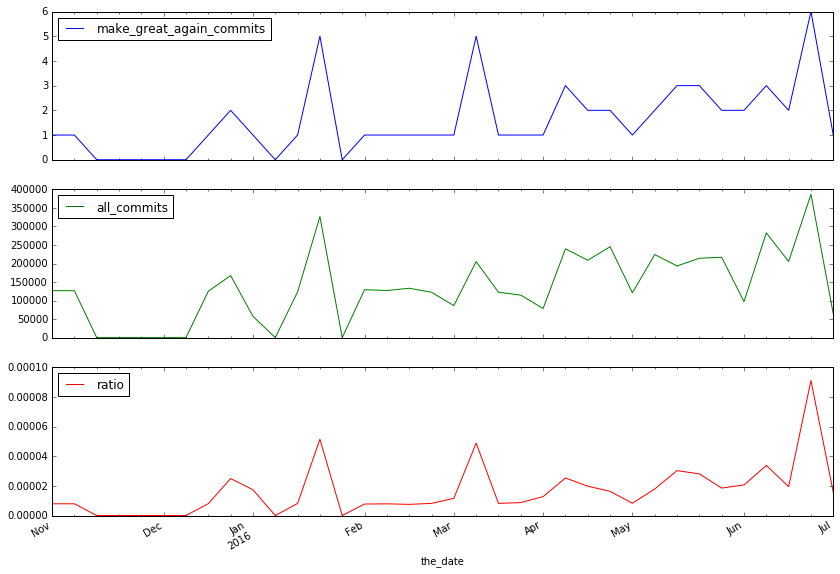 make_great_again_commits
6
5
4
3
2
1
0
all_commits
400000
350000
300000
250000
200000
150000
100000
50000
0
ratio
0.00010
0.00008
0.00006
0.00004
0.00002
0.00000
Nov
Dec
Jan
2016
Feb
Mar
Apr
May
Jun
Jul
the_date